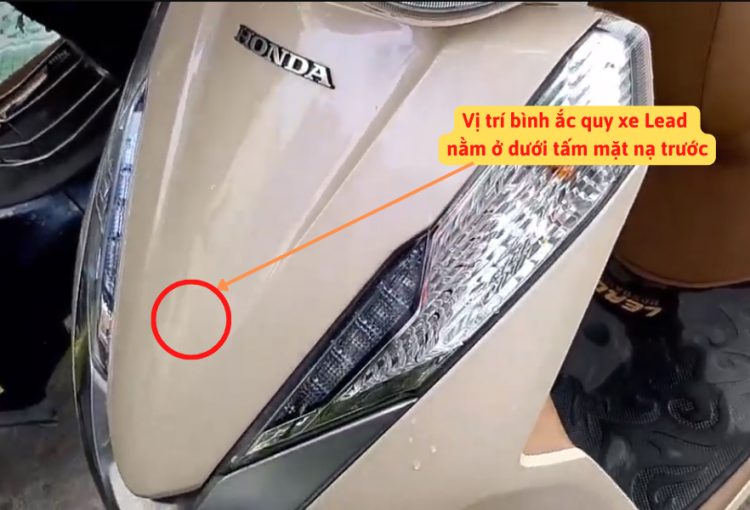 HONDA
Vị trí bình ắc quy xe Lead
nằm ở dưới tấm mặt nạ trước
LEAD